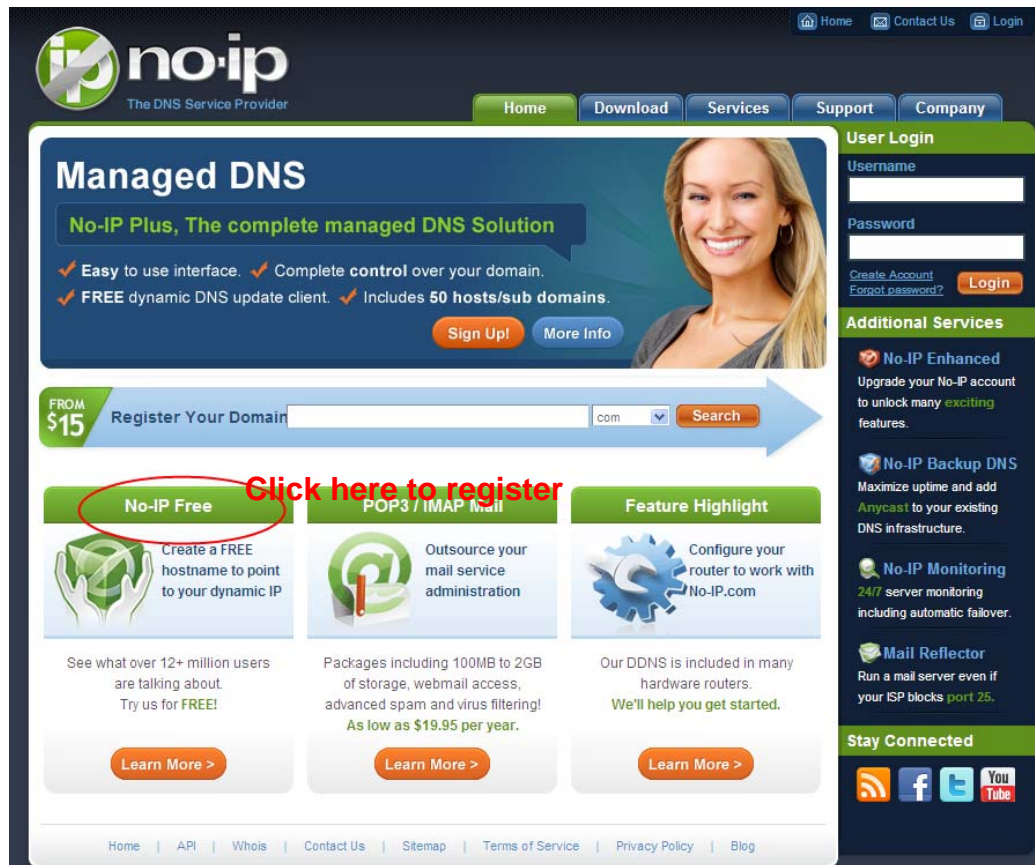 Home Contact Us Login
ip no·ip
The DNS Service Provider
Home Download Services Support Company
Managed DNS
No-IP Plus, The complete managed DNS Solution
Easy to use interface. Complete control over your domain.
FREE dynamic DNS update client. Includes 50 hosts/sub domains.
Sign Up! More Info
FROM
$15
Register Your Domain com Search
Click here to register
No-IP Free
Create a FREE
hostname to point
to your dynamic IP
See what over 12+ million users
are talking about.
Try us for FREE!
Learn More >
POP3 / IMAP Mail
Outsource your
mail service
administration
Packages including 100MB to 2GB
of storage, webmail access,
advanced spam and virus filtering!
As low as $19.95 per year.
Learn More >
Feature Highlight
Configure your
router to work with
No-IP.com
Our DDNS is included in many
hardware routers.
We'll help you get started.
Learn More >
User Login
Username
Password
Create Account
Forgot password?
Login
Additional Services
No-IP Enhanced
Upgrade your No-IP account
to unlock many exciting
features.
No-IP Backup DNS
Maximize uptime and add
Anycast to your existing
DNS infrastructure.
No-IP Monitoring
24/7 server monitoring
including automatic failover.
Mail Reflector
Run a mail server even if
your ISP blocks port 25.
Stay Connected
You
Tube
Home | API | Whois | Contact Us | Sitemap | Terms of Service | Privacy Policy | Blog